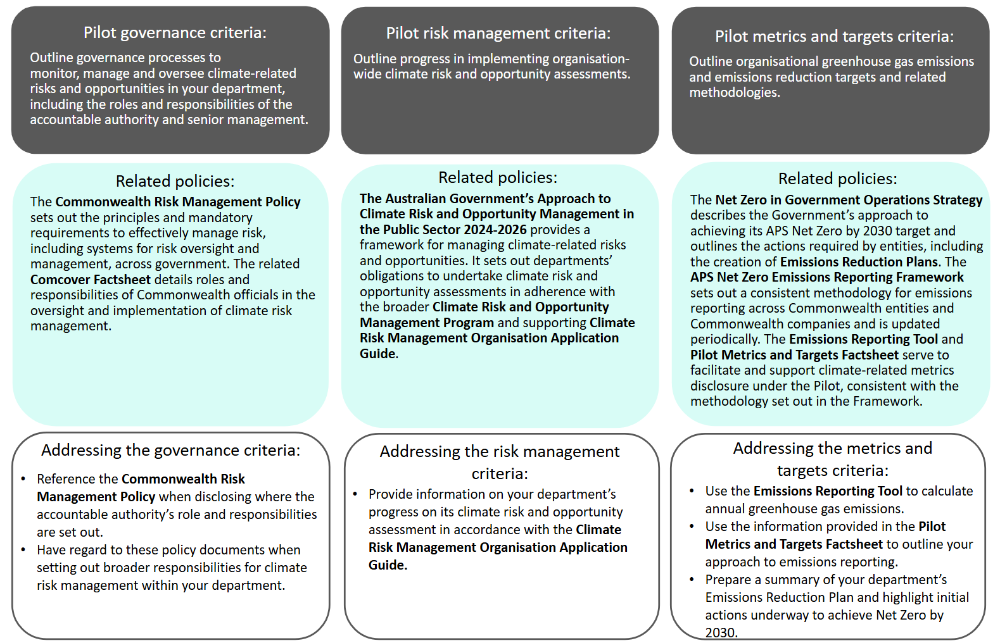 Pilot governance criteria:
Outline governance processes to
monitor, manage and oversee climate-related
risks and opportunities in your department,
including the roles and responsibilities of the
accountable authority and senior management.
Pilot risk management criteria:
Outline progress in implementing organisation-
wide climate risk and opportunity assessments.
Pilot metrics and targets criteria:
Outline organisational greenhouse gas emissions
and emissions reduction targets and related
methodologies.
Related policies:
The Commonwealth Risk Management Policy
sets out the principles and mandatory
requirements to effectively manage risk,
including systems for risk oversight and
management, across government. The related
Comcover Factsheet details roles and
responsibilities of Commonwealth officials in the
oversight and implementation of climate risk
management.
Related policies:
The Australian Government’s Approach to
Climate Risk and Opportunity Management in
the Public Sector 2024-2026 provides a
framework for managing climate-related risks
and opportunities. It sets out departments’
obligations to undertake climate risk and
opportunity assessments in adherence with
the broader Climate Risk and Opportunity
Management Program and supporting Climate
Risk Management Organisation Application
Guide.
Related policies:
The Net Zero in Government Operations Strategy
describes the Government’s approach to
achieving its APS Net Zero by 2030 target and
outlines the actions required by entities, including
the creation of Emissions Reduction Plans. The
APS Net Zero Emissions Reporting Framework
sets out a consistent methodology for emissions
reporting across Commonwealth entities and
Commonwealth companies and is updated
periodically. The Emissions Reporting Tool and
Pilot Metrics and Targets Factsheet serve to
facilitate and support climate-related metrics
disclosure under the Pilot, consistent with the
methodology set out in the Framework.
Addressing the governance criteria:
• Reference the Commonwealth Risk
Management Policy when disclosing where the
accountable authority’s role and responsibilities
are set out.
• Have regard to these policy documents when
setting out broader responsibilities for climate
risk management within your department.
Addressing the risk management
criteria:
• Provide information on your department’s
progress on its climate risk and opportunity
assessment in accordance with the Climate
Risk Management Organisation Application
Guide.
Addressing the metrics and
targets criteria:
• Use the Emissions Reporting Tool to calculate
annual greenhouse gas emissions.
• Use the information provided in the Pilot
Metrics and Targets Factsheet to outline your
approach to emissions reporting.
• Prepare a summary of your department’s
Emissions Reduction Plan and highlight initial
actions underway to achieve Net Zero by
2030.